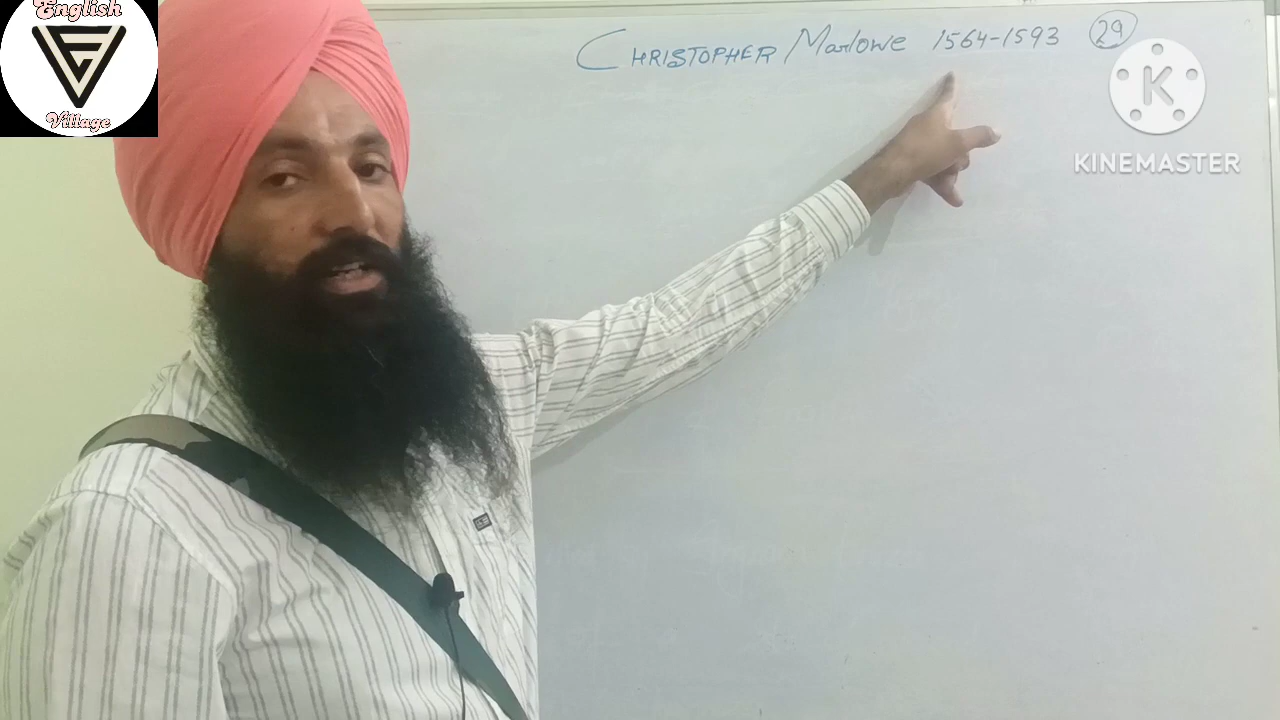 English
Village
CHRISTOPHER Marlowe 1564-1593 29
K
KINEMASTER